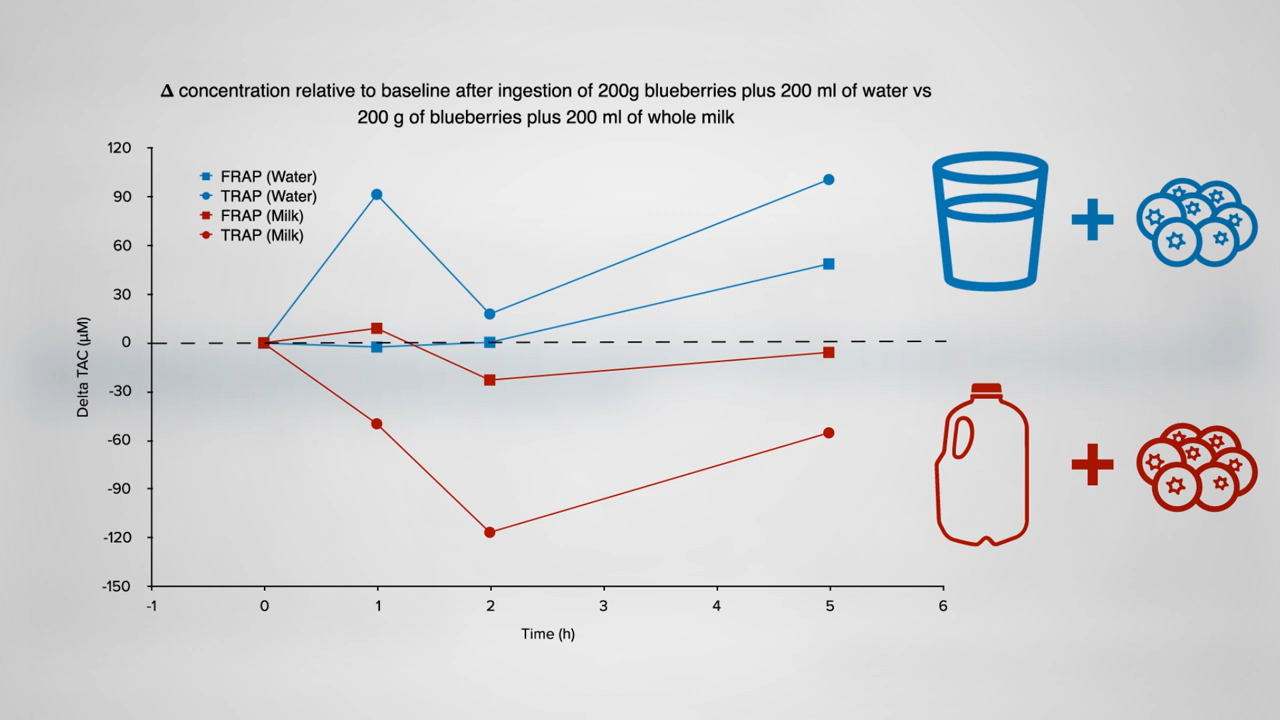 Δ concentration relative to baseline after ingestion of 200g blueberries plus 200 ml of water vs
200 g of blueberries plus 200 ml of whole milk
120
FRAP (Water)
TRAP (Water)
FRAP (Milk)
TRAP (Milk)
90
60
30
0
-30
-60
-90
-120
-150
Delta TAC (µM)
-1 0 1 2 3 4 5 6
Time (h)